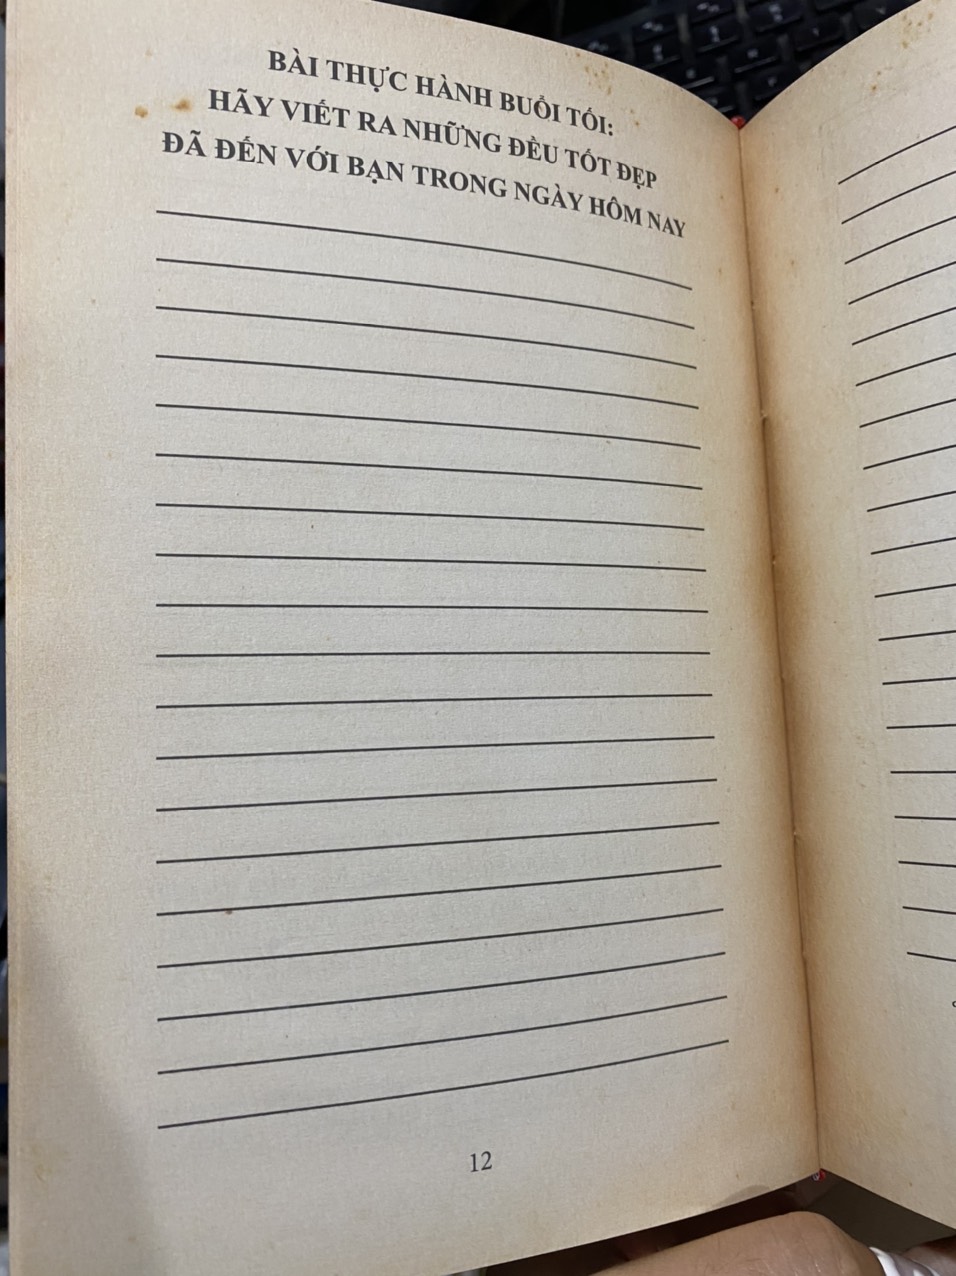 BÀI THỰC HÀNH BUỔI TỐI:
HÃY VIẾT RA NHỮNG ĐỀU TỐT ĐẸP
ĐÃ ĐẾN VỚI BẠN TRONG NGÀY HÔM NAY
12